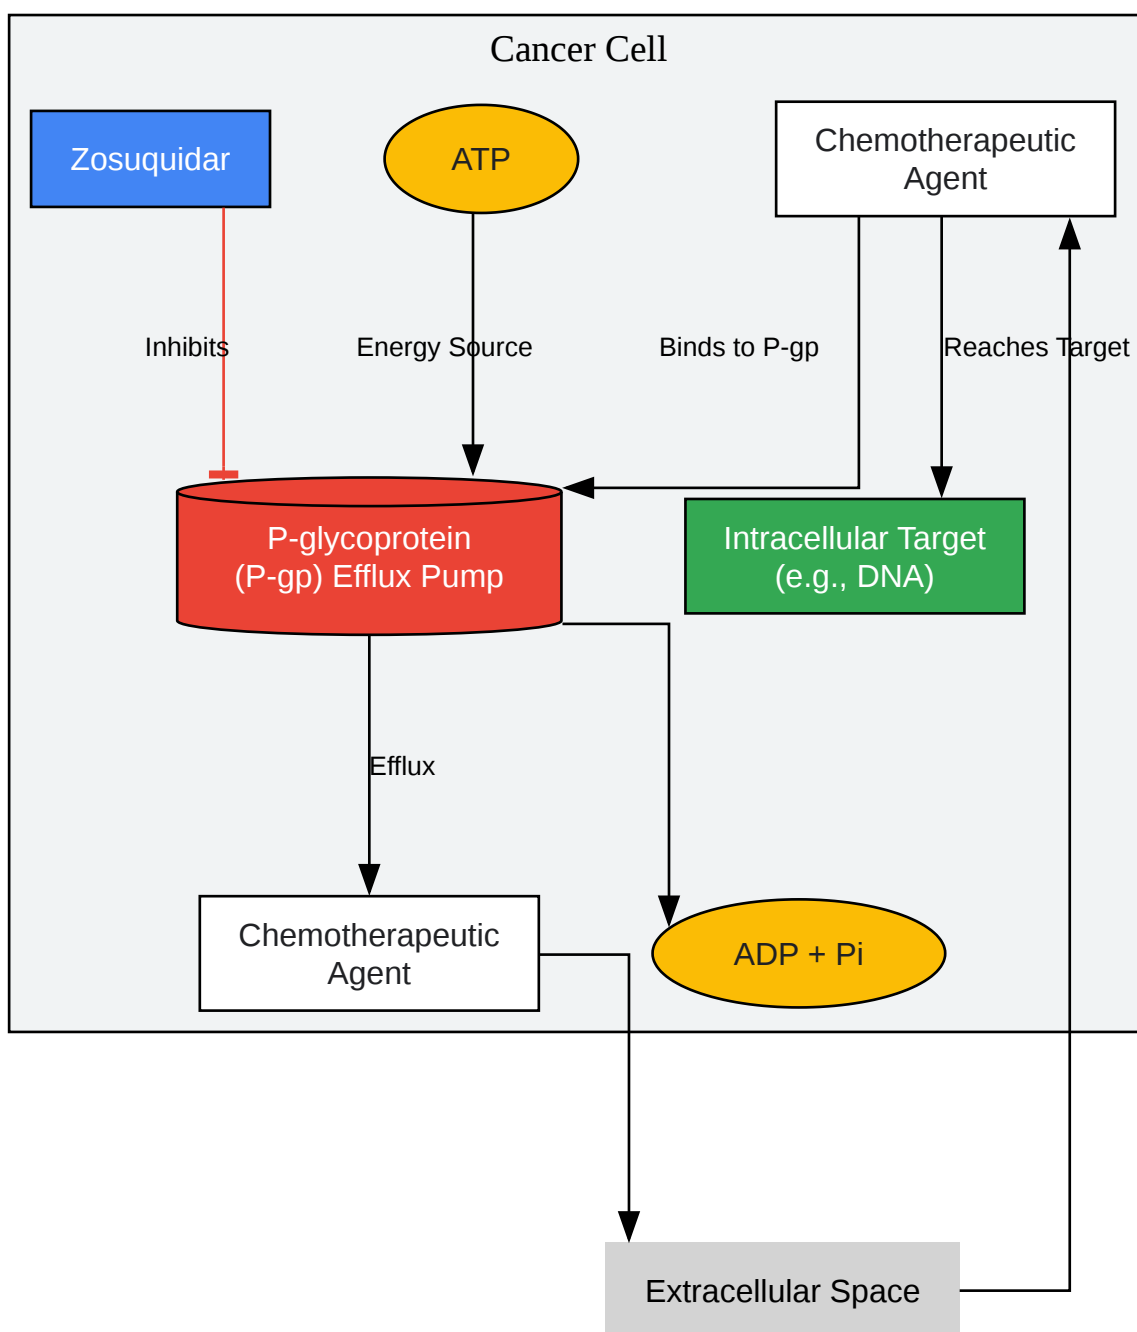 Cancer Cell
Zosuquidar
ATP
Chemotherapeutic
Agent
Inhibits
Energy Source
Binds to P-gp
Reaches Target
P-glycoprotein
(P-gp) Efflux Pump
Intracellular Target
(e.g., DNA)
Efflux
Chemotherapeutic
Agent
ADP + Pi
Extracellular Space